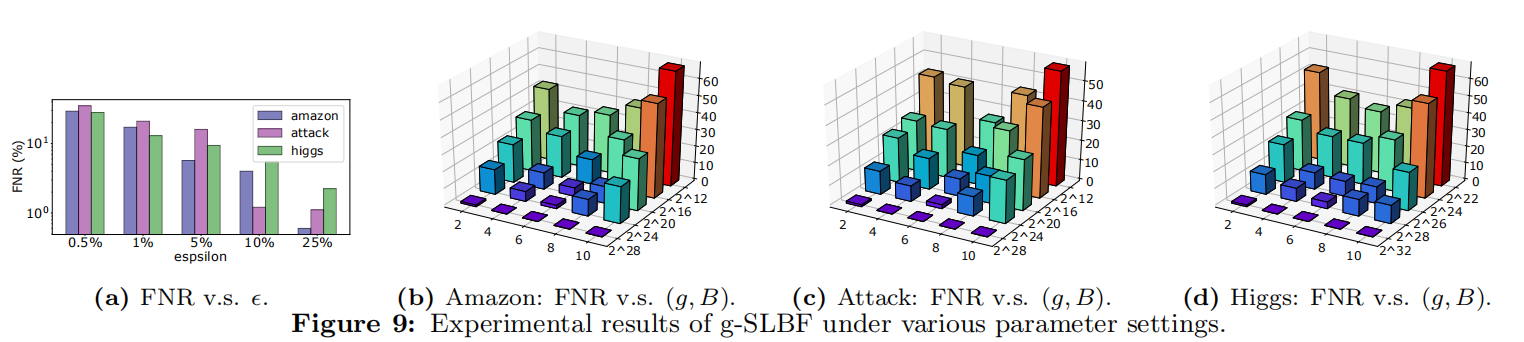 FNR (%)
10^1
10^0
amazon
attack
higgs
0.5% 1% 5% 10% 25%
espsilon
60
50
40
30
20
10
0
2 4 6 8 10
2^12
2^16
2^20
2^24
2^28
50
40
30
20
10
0
2 4 6 8 10
2^12
2^16
2^20
2^24
2^28
60
50
40
30
20
10
0
2 4 6 8 10
2^22
2^24
2^26
2^28
2^32
(a) FNR v.s. ϵ.
(b) Amazon: FNR v.s. (g, B).
(c) Attack: FNR v.s. (g, B).
(d) Higgs: FNR v.s. (g, B).
Figure 9: Experimental results of g-SLBF under various parameter settings.